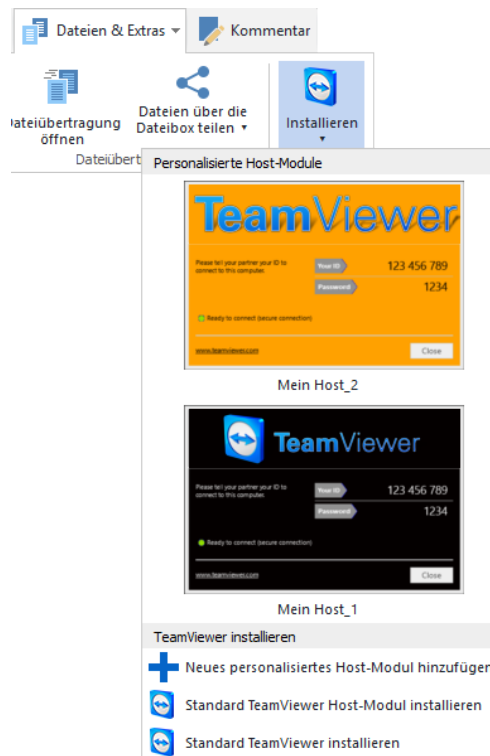 Dateien & Extras
Kommentar
Dateiübertragung
öffnen
Dateien über die
Dateibox teilen
Installieren
Dateiübert
Personalisierte Host-Module
TeamViewer
Please tell your partner your ID to
connect to this computer.
Your ID
123 456 789
Password
1234
Ready to connect (secure connection)
www.teamviewer.com
Close
Mein Host_2
TeamViewer
Please tell your partner your ID to
connect to this computer.
Your ID
123 456 789
Password
1234
Ready to connect (secure connection)
www.teamviewer.com
Close
Mein Host_1
TeamViewer installieren
Neues personalisiertes Host-Modul hinzufügen
Standard TeamViewer Host-Modul installieren
Standard TeamViewer installieren